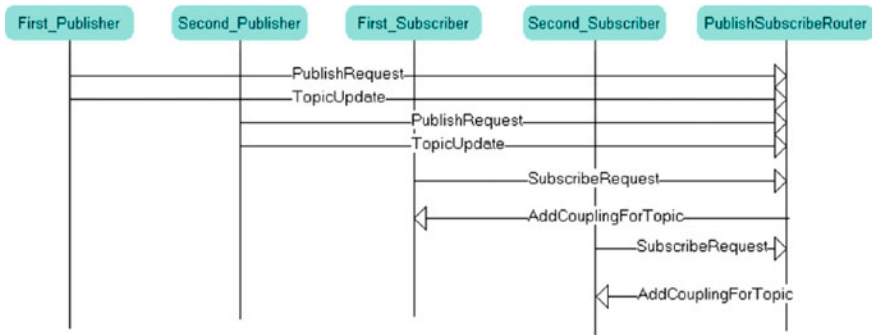 First_Publisher
Second_Publisher
First_Subscriber
Second_Subscriber
PublishSubscribeRouter
PublishRequest
TopicUpdate
PublishRequest
TopicUpdate
SubscribeRequest
AddCouplingForTopic
SubscribeRequest
AddCouplingForTopic